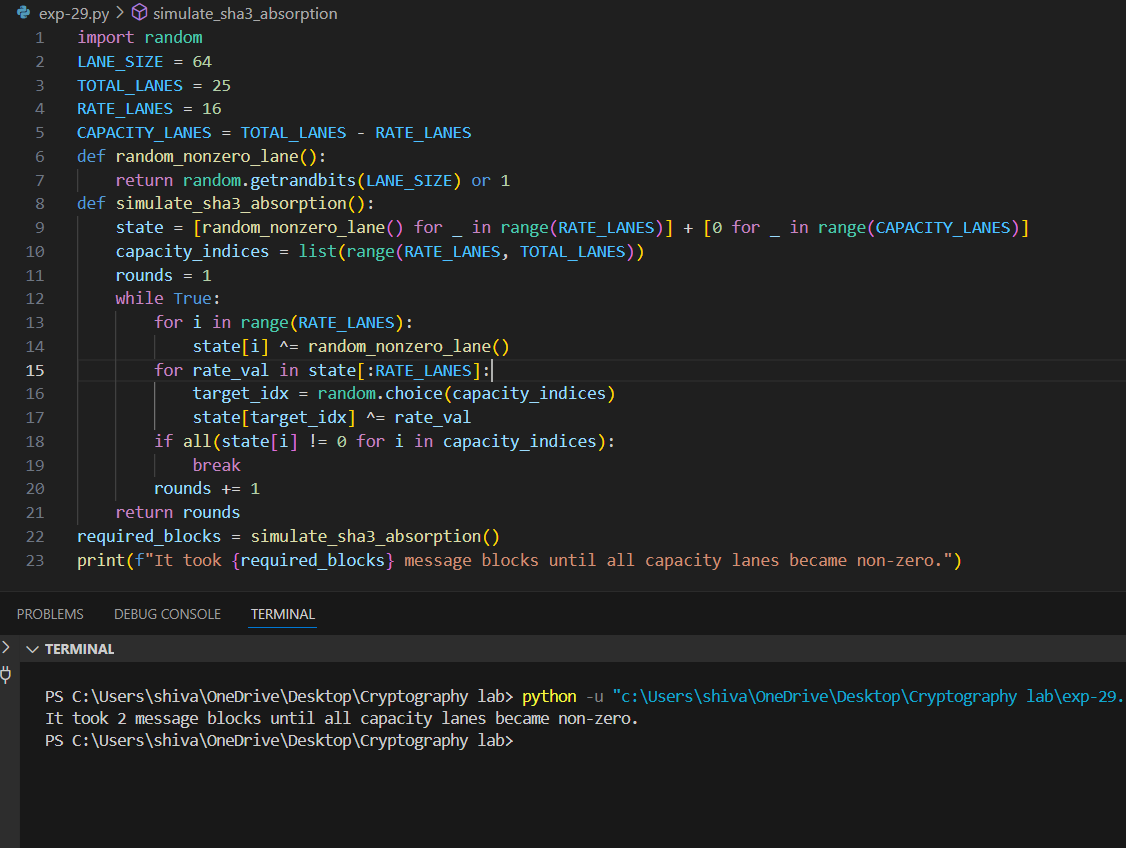 exp-29.py > simulate_sha3_absorption
1 import random
2 LANE_SIZE = 64
3 TOTAL_LANES = 25
4 RATE_LANES = 16
5 CAPACITY_LANES = TOTAL_LANES - RATE_LANES
6 def random_nonzero_lane():
7     return random.getrandbits(LANE_SIZE) or 1
8 def simulate_sha3_absorption():
9     state = [random_nonzero_lane() for _ in range(RATE_LANES)] + [0 for _ in range(CAPACITY_LANES)]
10     capacity_indices = list(range(RATE_LANES, TOTAL_LANES))
11     rounds = 1
12     while True:
13         for i in range(RATE_LANES):
14             state[i] ^= random_nonzero_lane()
15         for rate_val in state[:RATE_LANES]:
16             target_idx = random.choice(capacity_indices)
17             state[target_idx] ^= rate_val
18         if all(state[i] != 0 for i in capacity_indices):
19             break
20         rounds += 1
21     return rounds
22 required_blocks = simulate_sha3_absorption()
23 print(f"It took {required_blocks} message blocks until all capacity lanes became non-zero.")
PROBLEMS DEBUG CONSOLE TERMINAL
TERMINAL
PS C:\Users\shiva\OneDrive\Desktop\Cryptography lab> python -u "c:\Users\shiva\OneDrive\Desktop\Cryptography lab\exp-29.
It took 2 message blocks until all capacity lanes became non-zero.
PS C:\Users\shiva\OneDrive\Desktop\Cryptography lab>